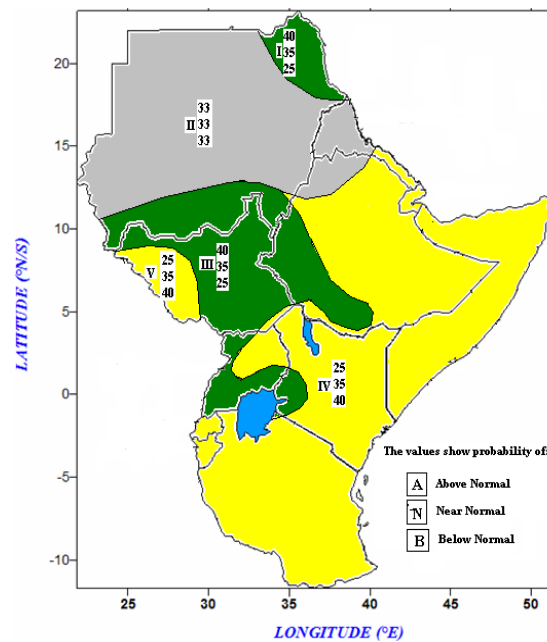 20
15
10
5
0
-5
-10
LATITUDE (°N/S)
I
40
35
25
II
33
33
33
III
40
35
25
V
25
35
40
IV
25
35
40
The values show probability of:
A Above Normal
N Near Normal
B Below Normal
25 30 35 40 45 50
LONGITUDE (°E)